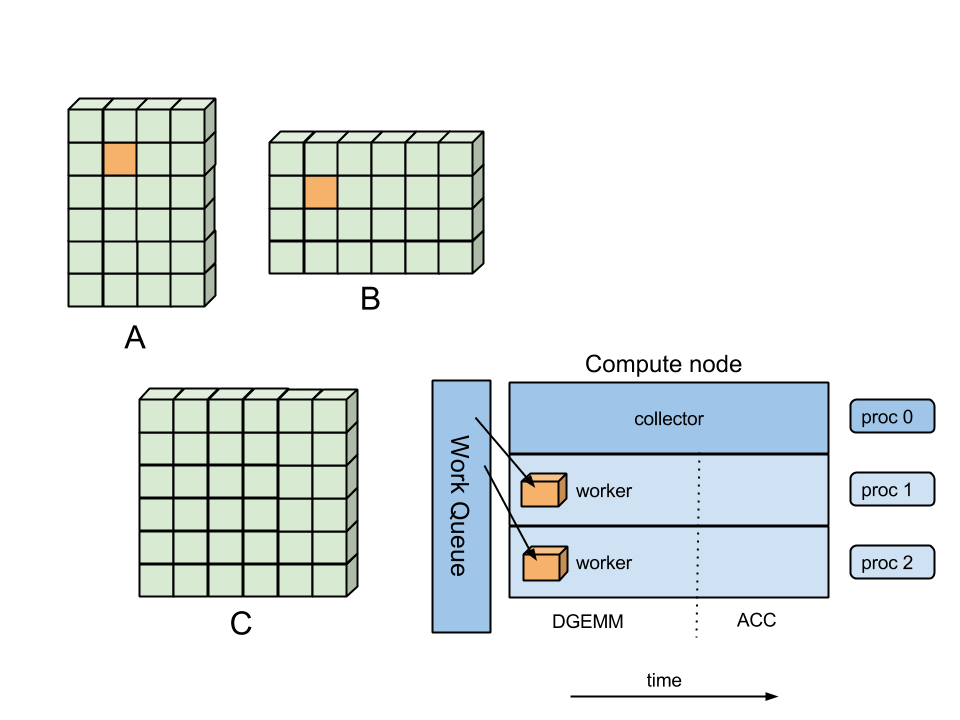 A
B
C
Compute node
Work Queue
collector
proc 0
worker
proc 1
worker
proc 2
DGEMM
ACC
time